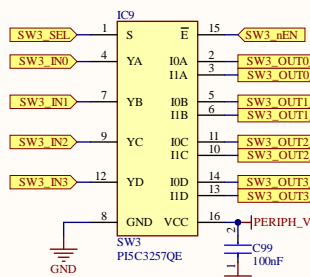 IC9
SW3_SEL 1 S E 15 SW3_nEN
SW3_IN0 4 YA I0A 2 SW3_OUT0
I1A 3 SW3_OUT0
SW3_IN1 7 YB I0B 5 SW3_OUT1
I1B 6 SW3_OUT1
SW3_IN2 9 YC I0C 11 SW3_OUT2
I1C 10 SW3_OUT2
SW3_IN3 12 YD I0D 14 SW3_OUT3
I1D 13 SW3_OUT3
8 GND VCC 16 PERIPH_V
SW3
PI5C3257QE
GND
2
C99
100nF
1